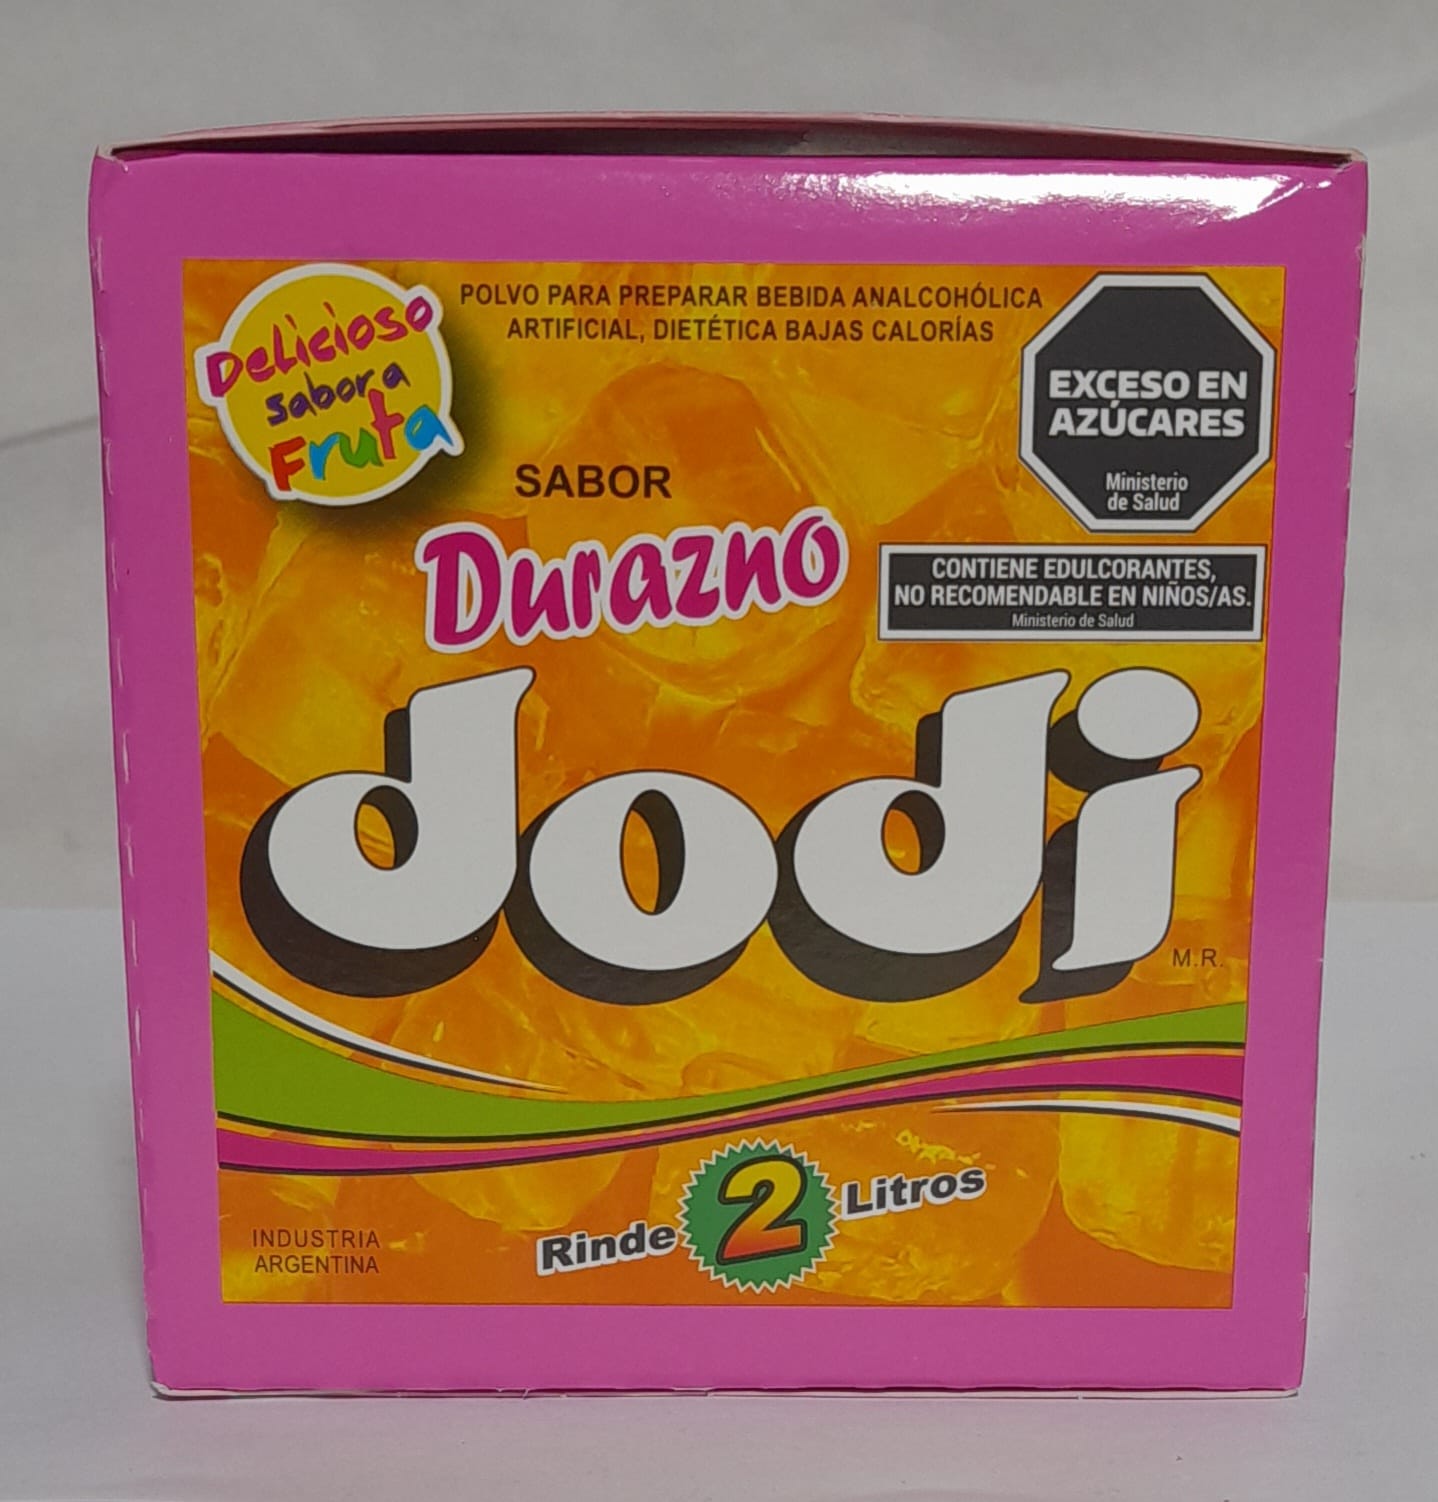 Delicioso
sabor a
Fruta
POLVO PARA PREPARAR BEBIDA ANALCOHÓLICA
ARTIFICIAL, DIETÉTICA BAJAS CALORÍAS
EXCESO EN
AZÚCARES
Ministerio
de Salud
SABOR
Durazno
CONTIENE EDULCORANTES,
NO RECOMENDABLE EN NIÑOS/AS.
Ministerio de Salud
dodi
M.R.
Rinde 2 Litros
INDUSTRIA
ARGENTINA